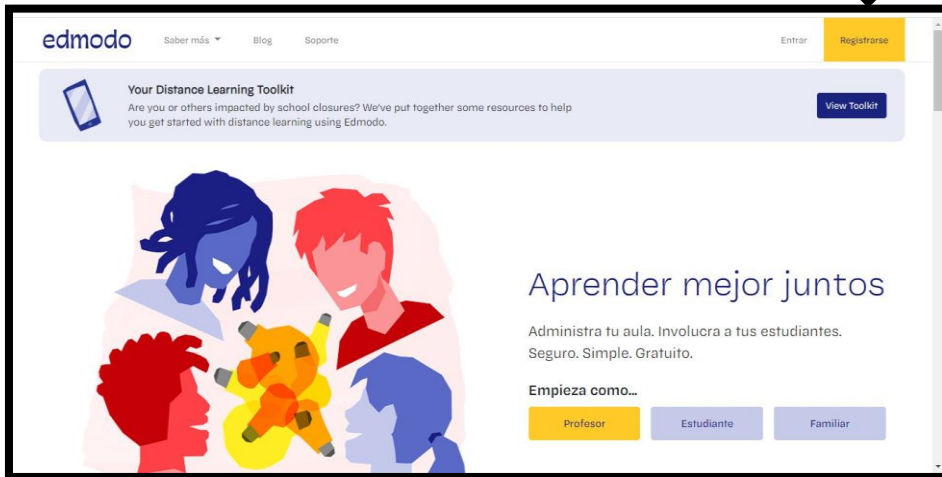 edmodo
Saber más
Blog
Soporte
Entrar
Registrarse
Your Distance Learning Toolkit
Are you or others impacted by school closures? We've put together some resources to help
you get started with distance learning using Edmodo.
View Toolkit
Aprender mejor juntos
Administra tu aula. Involucra a tus estudiantes.
Seguro. Simple. Gratuito.
Empieza como...
Profesor
Estudiante
Familiar